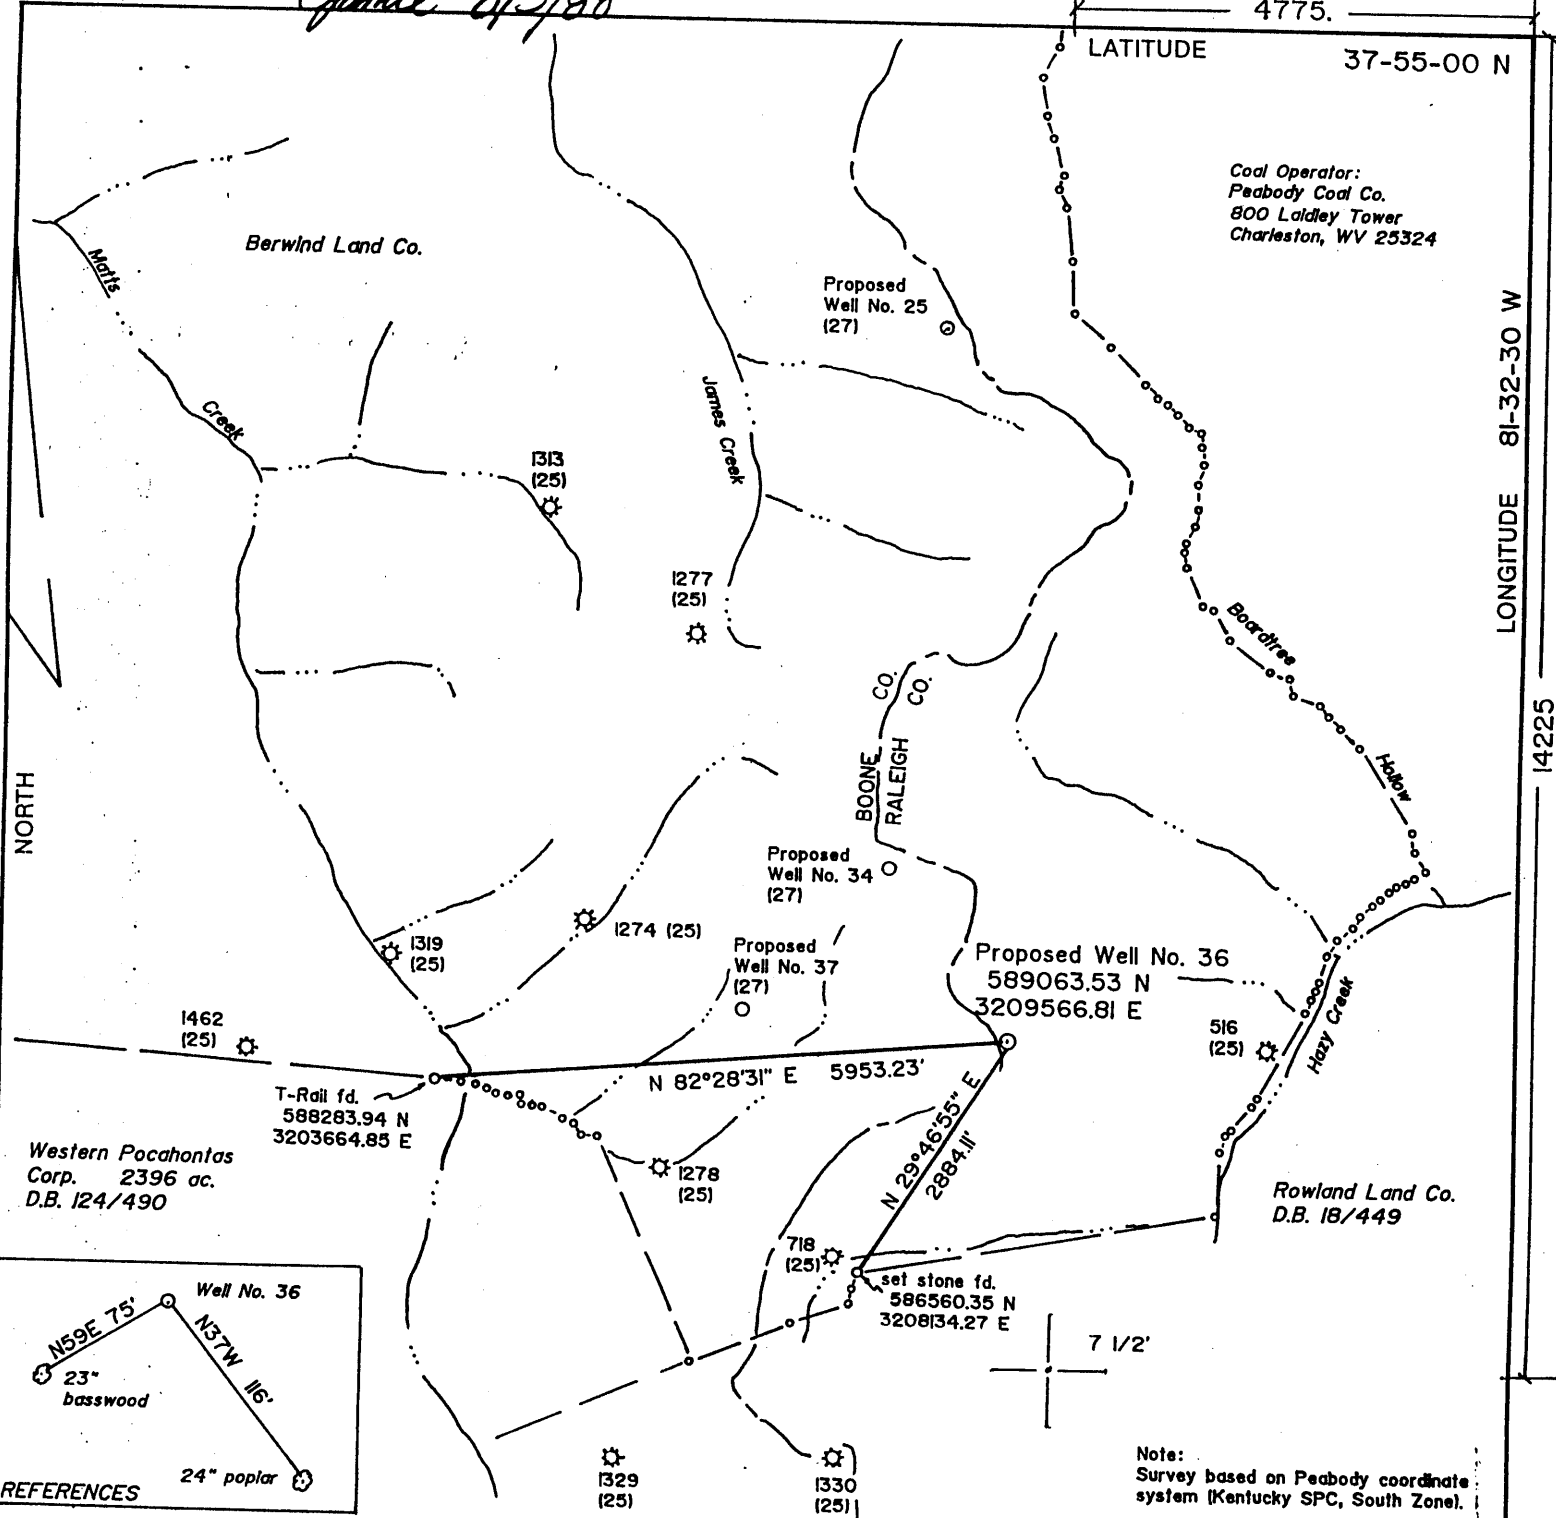 4775.
LATITUDE 37-55-00 N
Coal Operator:
Peabody Coal Co.
800 Laidley Tower
Charleston, WV 25324
Berwind Land Co.
Matts
Creek
Proposed
Well No. 25
(27)
James Creek
LONGITUDE 81-32-30 W
1313
(25)
1277
(25)
Boardtree
Hollow
14225
BOONE CO.
RALEIGH CO.
NORTH
Proposed
Well No. 34
(27)
1319
(25)
1274 (25)
Proposed
Well No. 37
(27)
Proposed Well No. 36
589063.53 N
3209566.81 E
1462
(25)
516
(25)
Hazy Creek
N 82°28'31" E 5953.23'
T-Rail fd.
588283.94 N
3203664.85 E
N 29°46'55" E
2884.11'
Western Pocahontas
Corp. 2396 ac.
D.B. 124/490
1278
(25)
Rowland Land Co.
D.B. 18/449
718
(25)
set stone fd.
586560.35 N
3208134.27 E
7 1/2'
Well No. 36
N59E 75'
N37W 116'
23"
basswood
24" poplar
REFERENCES
1329
(25)
1330
(25)
Note:
Survey based on Peabody coordinate
system (Kentucky SPC, South Zone).